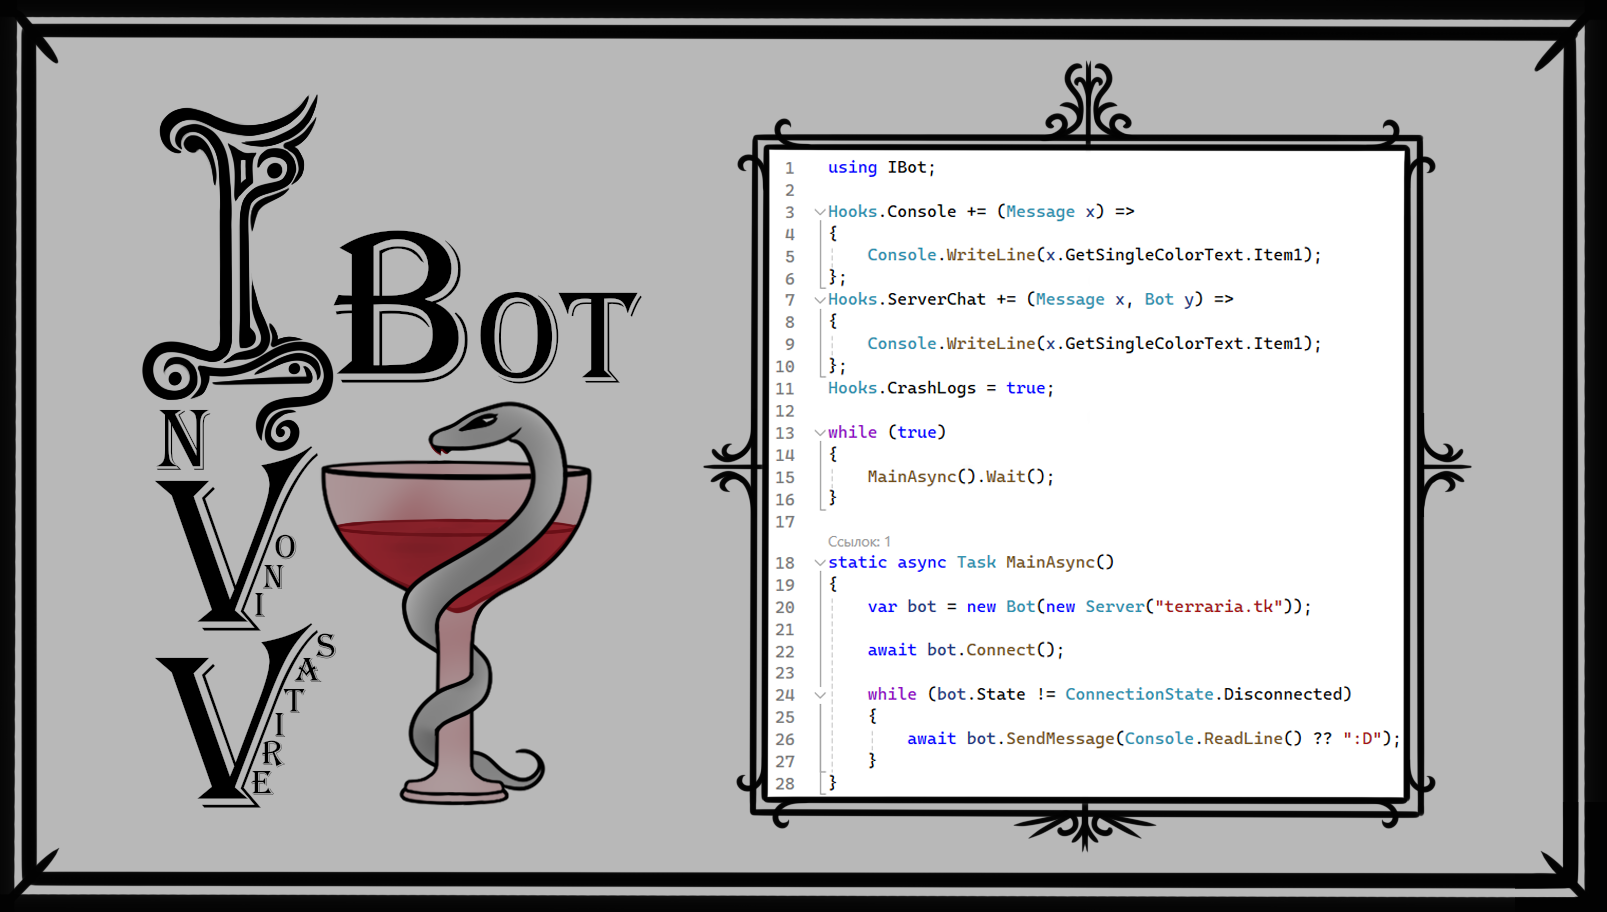 I Bot
N
Vino
Veritas
1 using IBot;
2
3 Hooks.Console += (Message x) =>
4 {
5     Console.WriteLine(x.GetSingleColorText.Item1);
6 };
7 Hooks.ServerChat += (Message x, Bot y) =>
8 {
9     Console.WriteLine(x.GetSingleColorText.Item1);
10 };
11 Hooks.CrashLogs = true;
12
13 while (true)
14 {
15     MainAsync().Wait();
16 }
17
Ссылок: 1
18 static async Task MainAsync()
19 {
20     var bot = new Bot(new Server("terraria.tk"));
21
22     await bot.Connect();
23
24     while (bot.State != ConnectionState.Disconnected)
25     {
26         await bot.SendMessage(Console.ReadLine() ?? ":D");
27     }
28 }